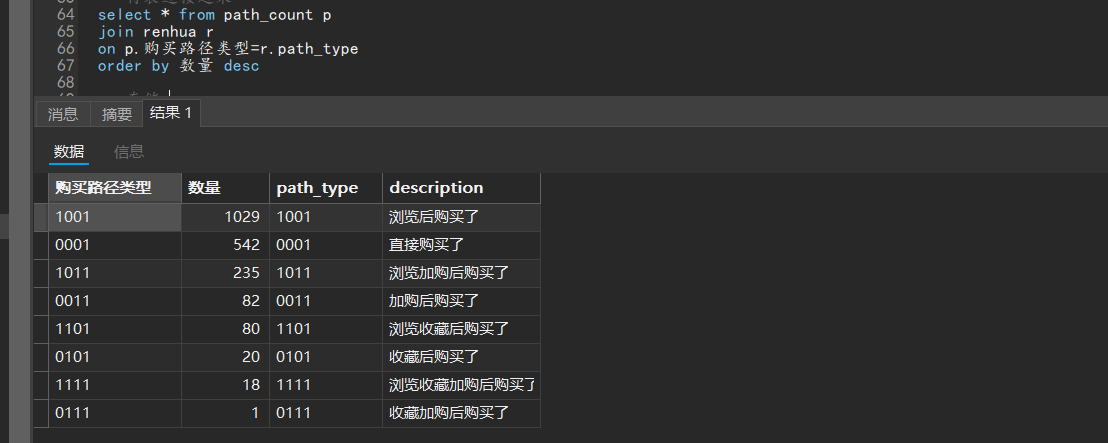 64 select * from path_count p
65 join renhua r
66 on p.购买路径类型=r.path_type
67 order by 数量 desc
68
消息 摘要 结果 1
数据 信息
购买路径类型 数量 path_type description
1001 1029 1001 浏览后购买了
0001 542 0001 直接购买了
1011 235 1011 浏览加购后购买了
0011 82 0011 加购后购买了
1101 80 1101 浏览收藏后购买了
0101 20 0101 收藏后购买了
1111 18 1111 浏览收藏加购后购买了
0111 1 0111 收藏加购后购买了